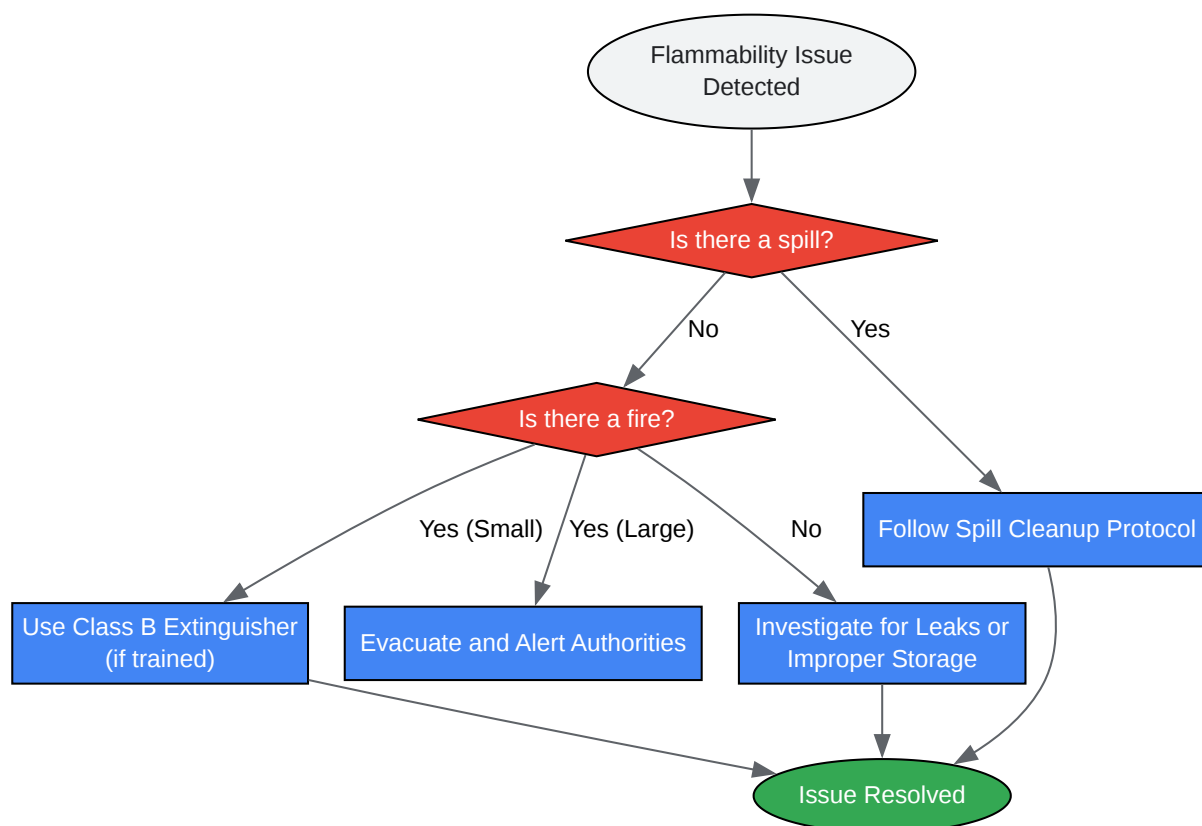 Flammability Issue
Detected
Is there a spill?
No
Yes
Is there a fire?
Yes (Small)
Yes (Large)
No
Follow Spill Cleanup Protocol
Use Class B Extinguisher
(if trained)
Evacuate and Alert Authorities
Investigate for Leaks or
Improper Storage
Issue Resolved